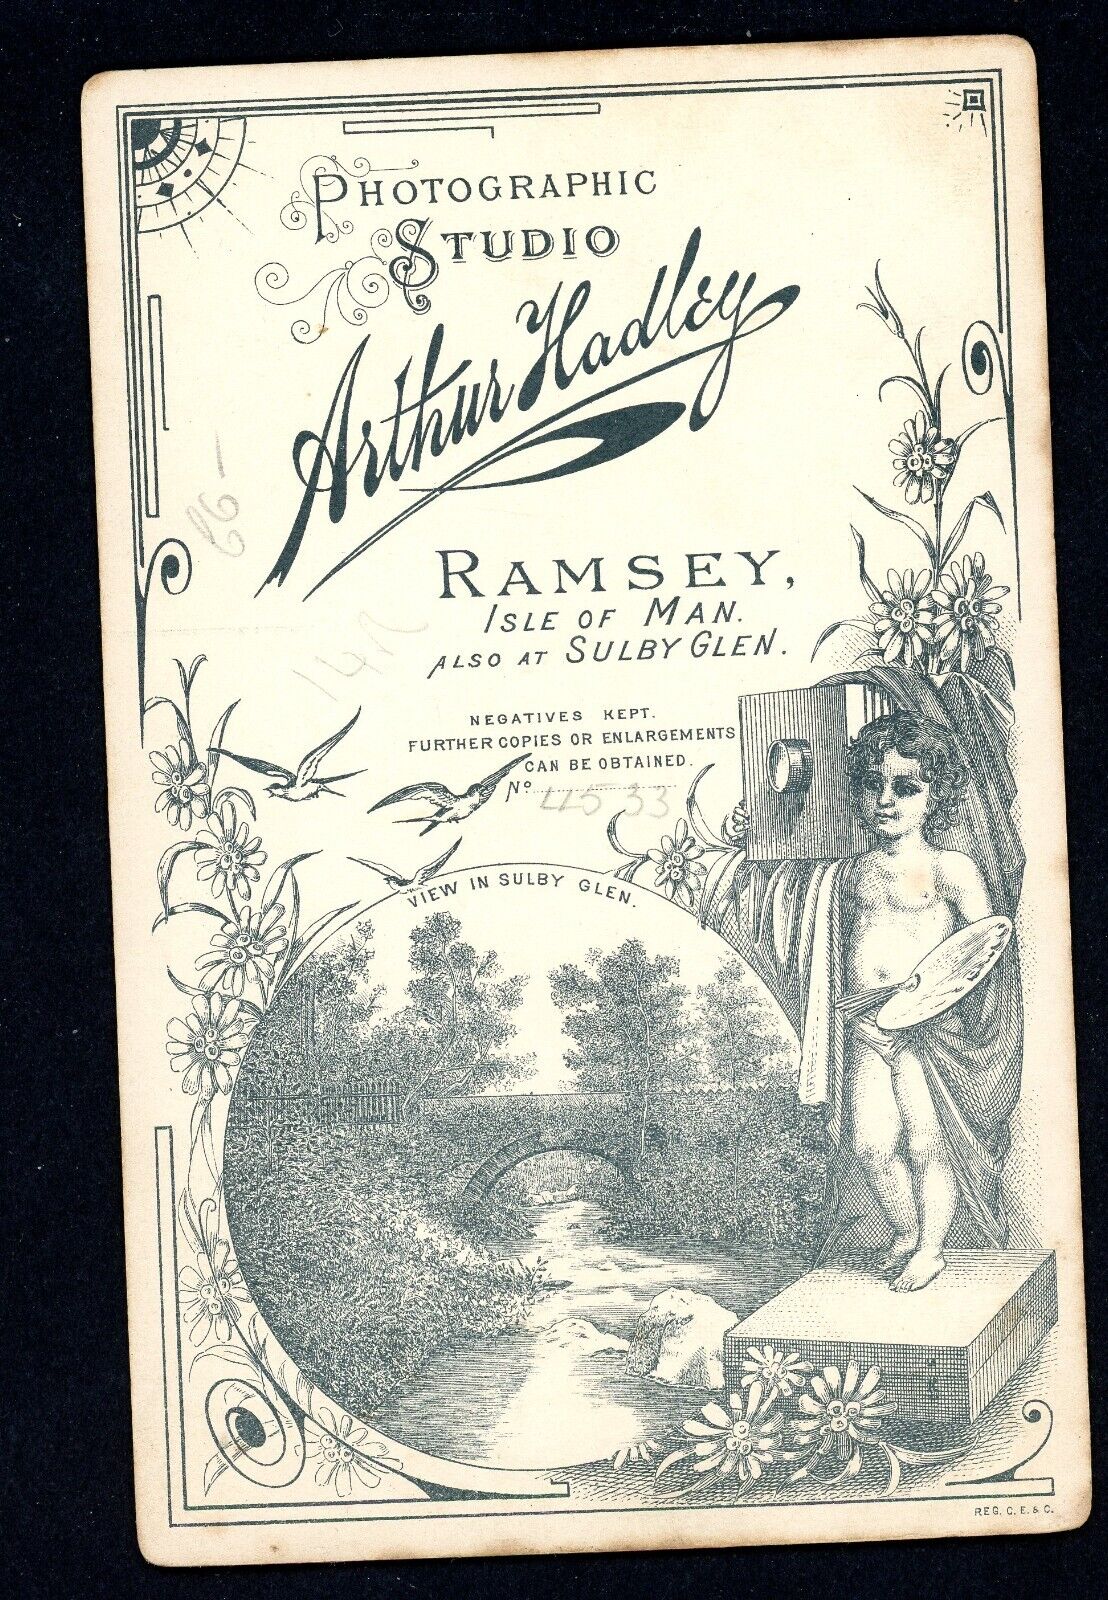 PHOTOGRAPHIC
STUDIO
Arthur Hadley
RAMSEY,
ISLE OF MAN.
ALSO AT SULBY GLEN.
NEGATIVES KEPT.
FURTHER COPIES OR ENLARGEMENTS
CAN BE OBTAINED.
No 4533
VIEW IN SULBY GLEN.
REG. C. E. & C.